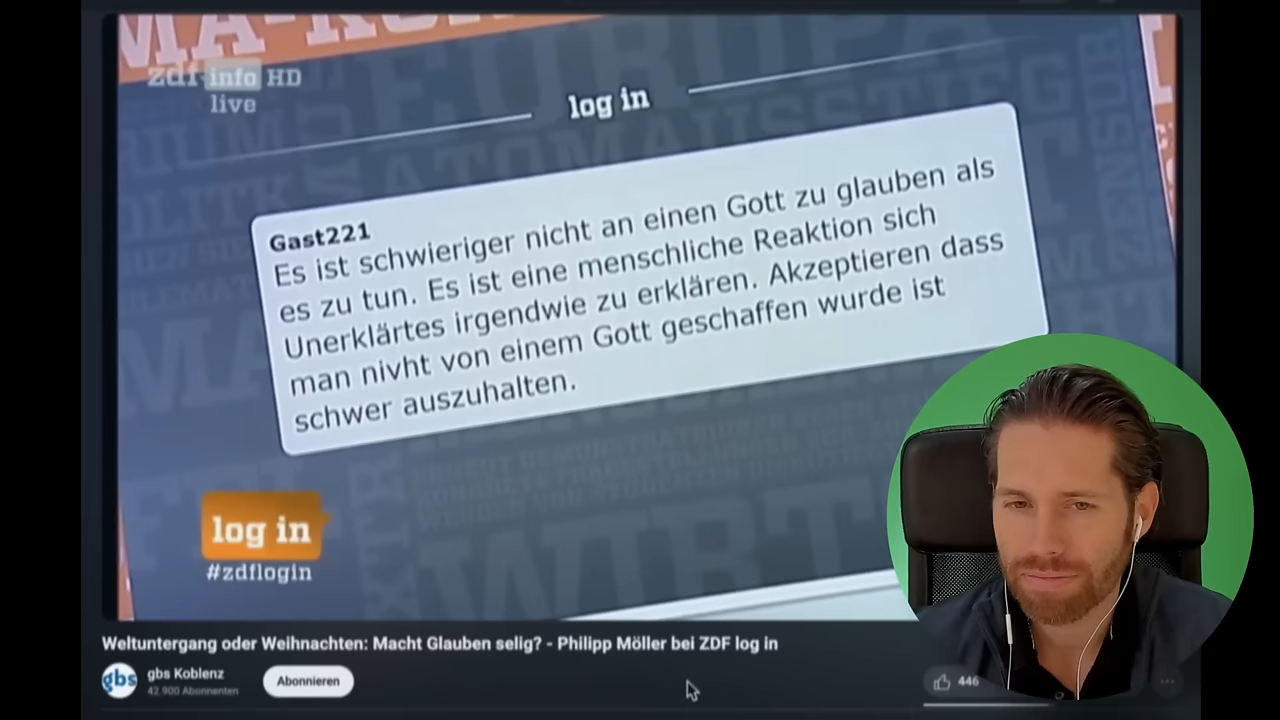 MA-K
zdf info HD
live
log in
Gast221
Es ist schwieriger nicht an einen Gott zu glauben als
es zu tun. Es ist eine menschliche Reaktion sich
Unerklärtes irgendwie zu erklären. Akzeptieren dass
man nivht von einem Gott geschaffen wurde ist
schwer auszuhalten.
log in
#zdflogin
Weltuntergang oder Weihnachten: Macht Glauben selig? - Philipp Möller bei ZDF log in
gbs
gbs Koblenz
42.900 Abonnenten
Abonnieren
446